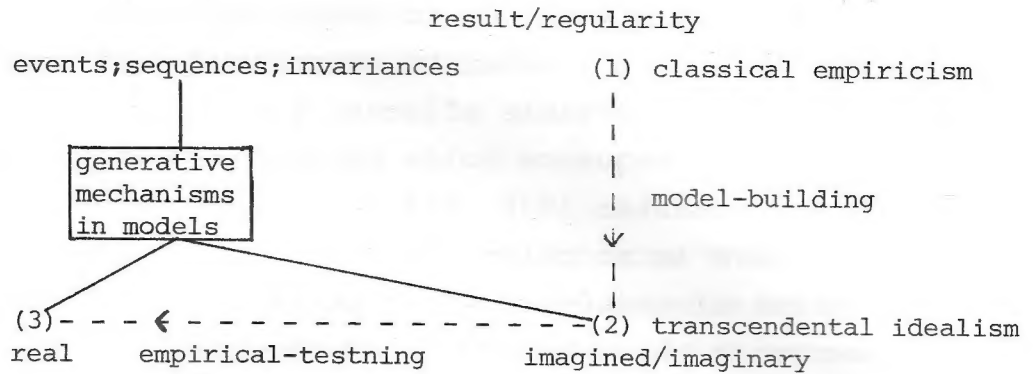 result/regularity
events;sequences;invariances (1) classical empiricism
generative
mechanisms
in models
model-building
(3) (2) transcendental idealism
real empirical-testning imagined/imaginary